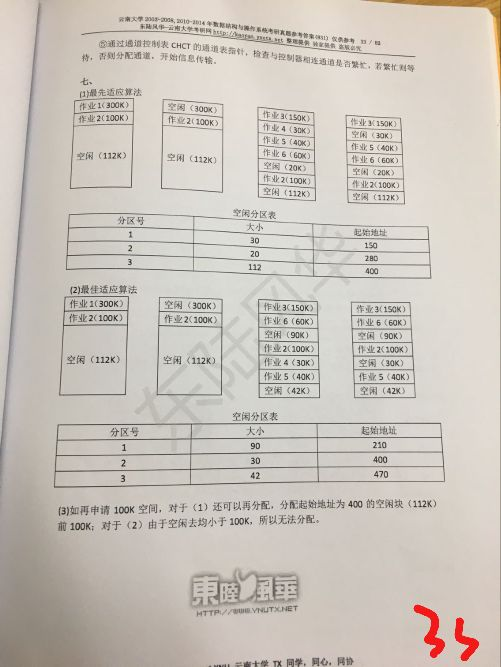 云南大学 2003-2008, 2010-2014 年数据结构与操作系统考研真题参考答案(831) 仅供参考
东陆风华-云南大学考研网 http://kaoyan.ynutx.net 整理提供 独家提供 盗版必究
⑤通过通道控制表 CHCT 的通道表指针，检查与控制器相连通道是否繁忙，若繁忙则等
待，否则分配通道，开始信息传输。
七、
(1)最先适应算法
作业 1(300K) 空闲（300K） 作业 3(150K) 作业 3(150K)
作业 2(100K) 作业 2(100K) 作业 4 (30K) 空闲 (30K)
空闲（112K） 空闲（112K） 作业 5 (40K) 作业 5 (40K)
作业 6 (60K) 作业 6 (60K)
空闲（20K） 空闲（20K）
作业 2(100K) 作业 2(100K)
空闲（112K） 空闲（112K）
空闲分区表
分区号 大小 起始地址
1 30 150
2 20 280
3 112 400
(2)最佳适应算法
作业 1(300K) 空闲（300K） 作业 3(150K) 作业 3(150K)
作业 2(100K) 作业 2(100K) 作业 6 (60K) 作业 6 (60K)
空闲（112K） 空闲（112K） 空闲（90K） 空闲（90K）
作业 2(100K) 作业 2(100K)
作业 4 (30K) 空闲（30K）
作业 5 (40K) 作业 5 (40K)
空闲（42K） 空闲（42K）
空闲分区表
分区号 大小 起始地址
1 90 210
2 30 400
3 42 470
(3)如再申请 100K 空间，对于（1）还可以再分配，分配起始地址为 400 的空闲块（112K）
前 100K；对于（2）由于空闲去均小于 100K，所以无法分配。
东陆风华
東陸風華
HTTP://WWW.YNUTX.NET
云南大学 TX 同学，同心，同协
35